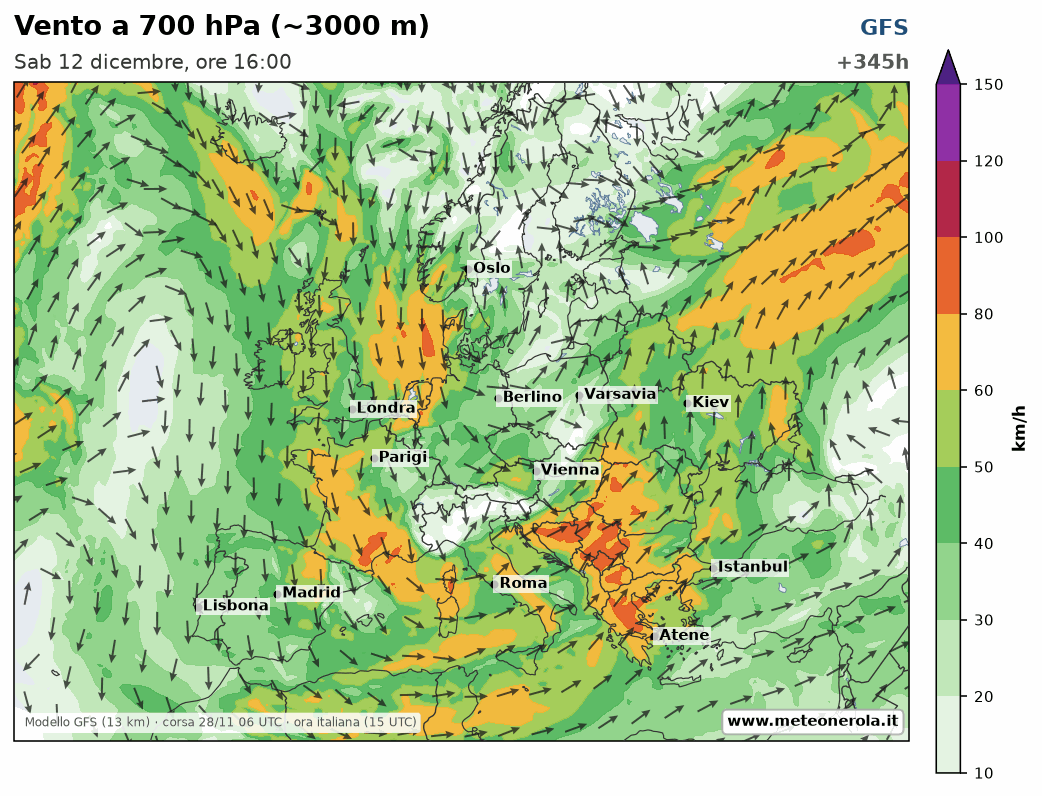 Vento a 700 hPa (~3000 m)
GFS
Sab 12 dicembre, ore 16:00
+345h
150
120
100
80
60
50
40
30
20
10
km/h
Oslo
Berlino
Varsavia
Kiev
Londra
Parigi
Vienna
Istanbul
Roma
Madrid
Lisbona
Atene
Modello GFS (13 km) · corsa 28/11 06 UTC · ora italiana (15 UTC)
www.meteonerola.it